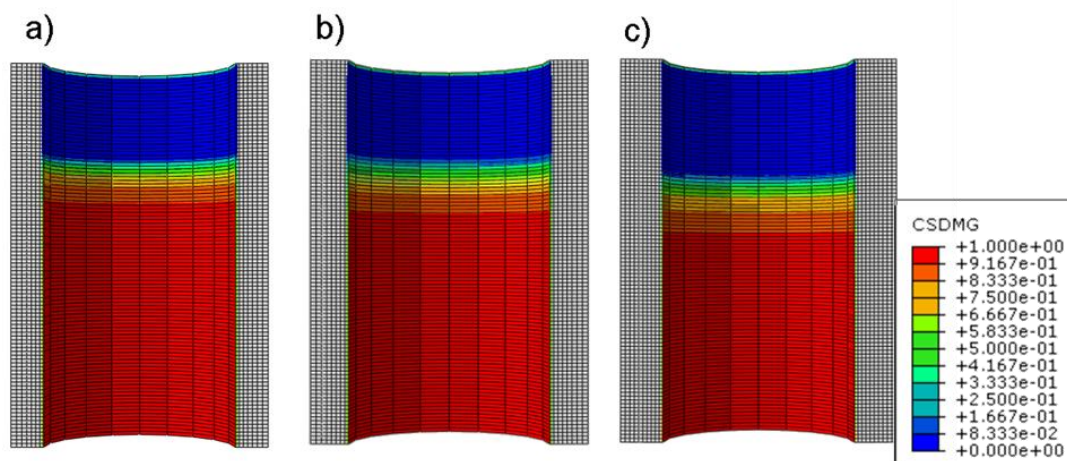 a)
b)
c)
CSDMG
+1.000e+00
+9.167e-01
+8.333e-01
+7.500e-01
+6.667e-01
+5.833e-01
+5.000e-01
+4.167e-01
+3.333e-01
+2.500e-01
+1.667e-01
+8.333e-02
+0.000e+00